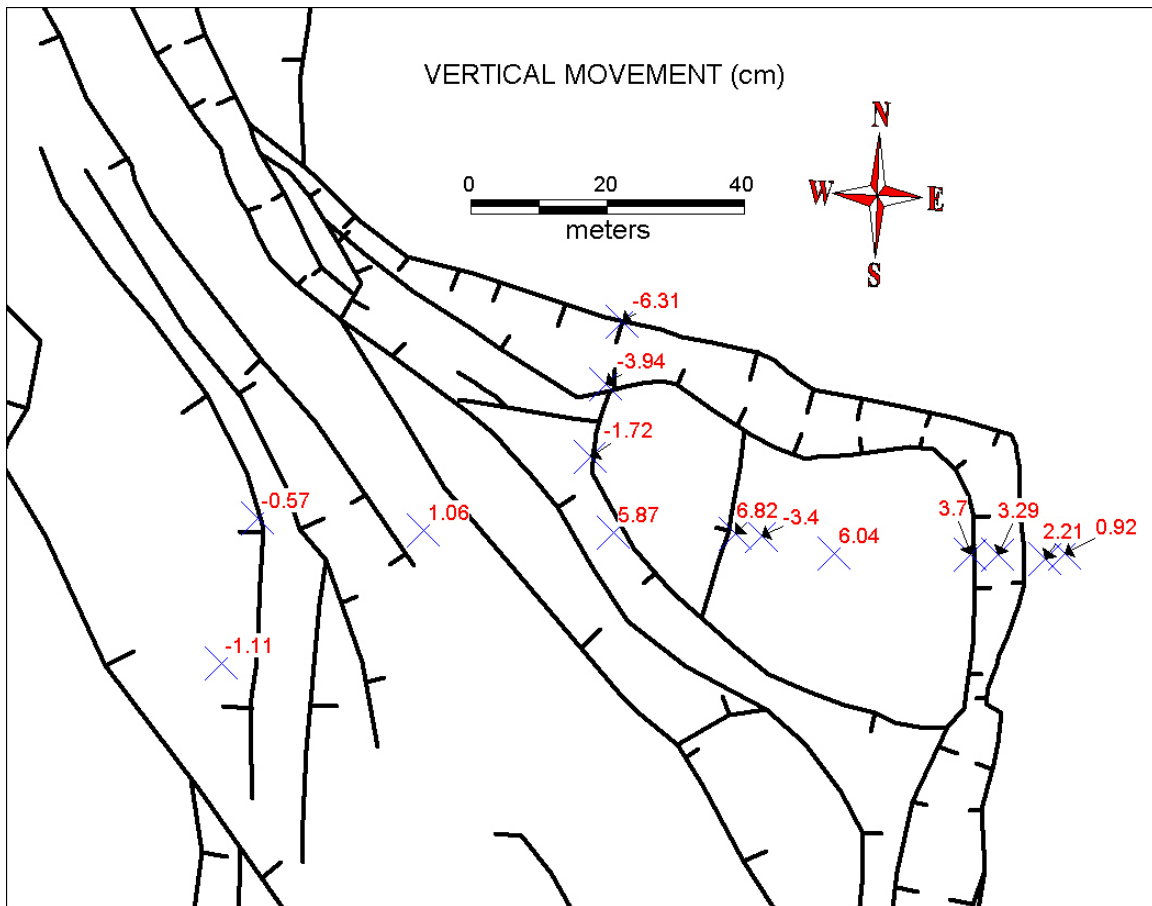 VERTICAL MOVEMENT (cm)
N
W
E
S
0 20 40
meters
-6.31
-3.94
-1.72
-0.57
1.06
5.87
6.82
-3.4
6.04
3.7
3.29
2.21
0.92
-1.11